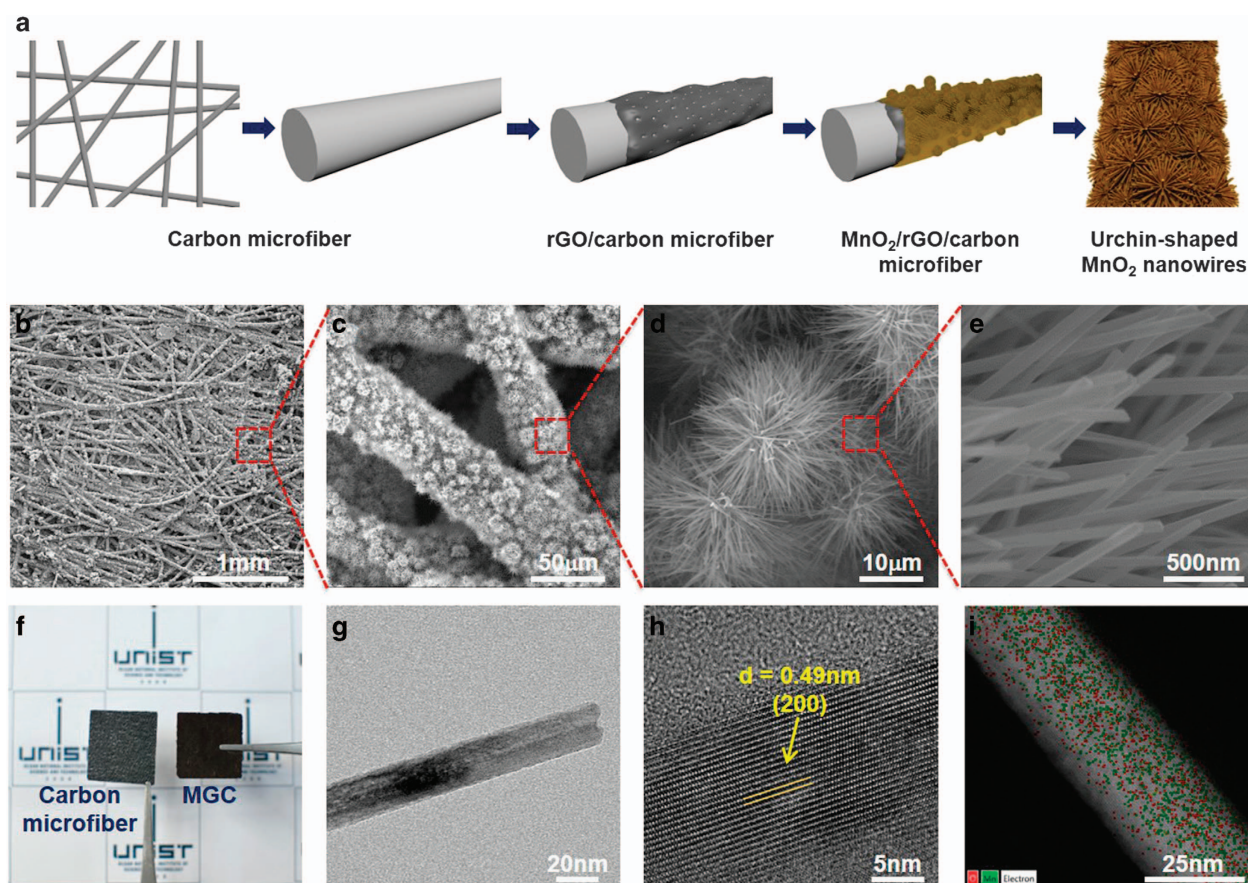 a
Carbon microfiber
rGO/carbon microfiber
MnO₂/rGO/carbon
microfiber
Urchin-shaped
MnO₂ nanowires
b
1mm
c
50μm
d
10μm
e
500nm
f
UNIST
UNIST
UNIST
Carbon
microfiber
MGC
g
20nm
h
d = 0.49nm
(200)
5nm
i
O Mn Electron
25nm